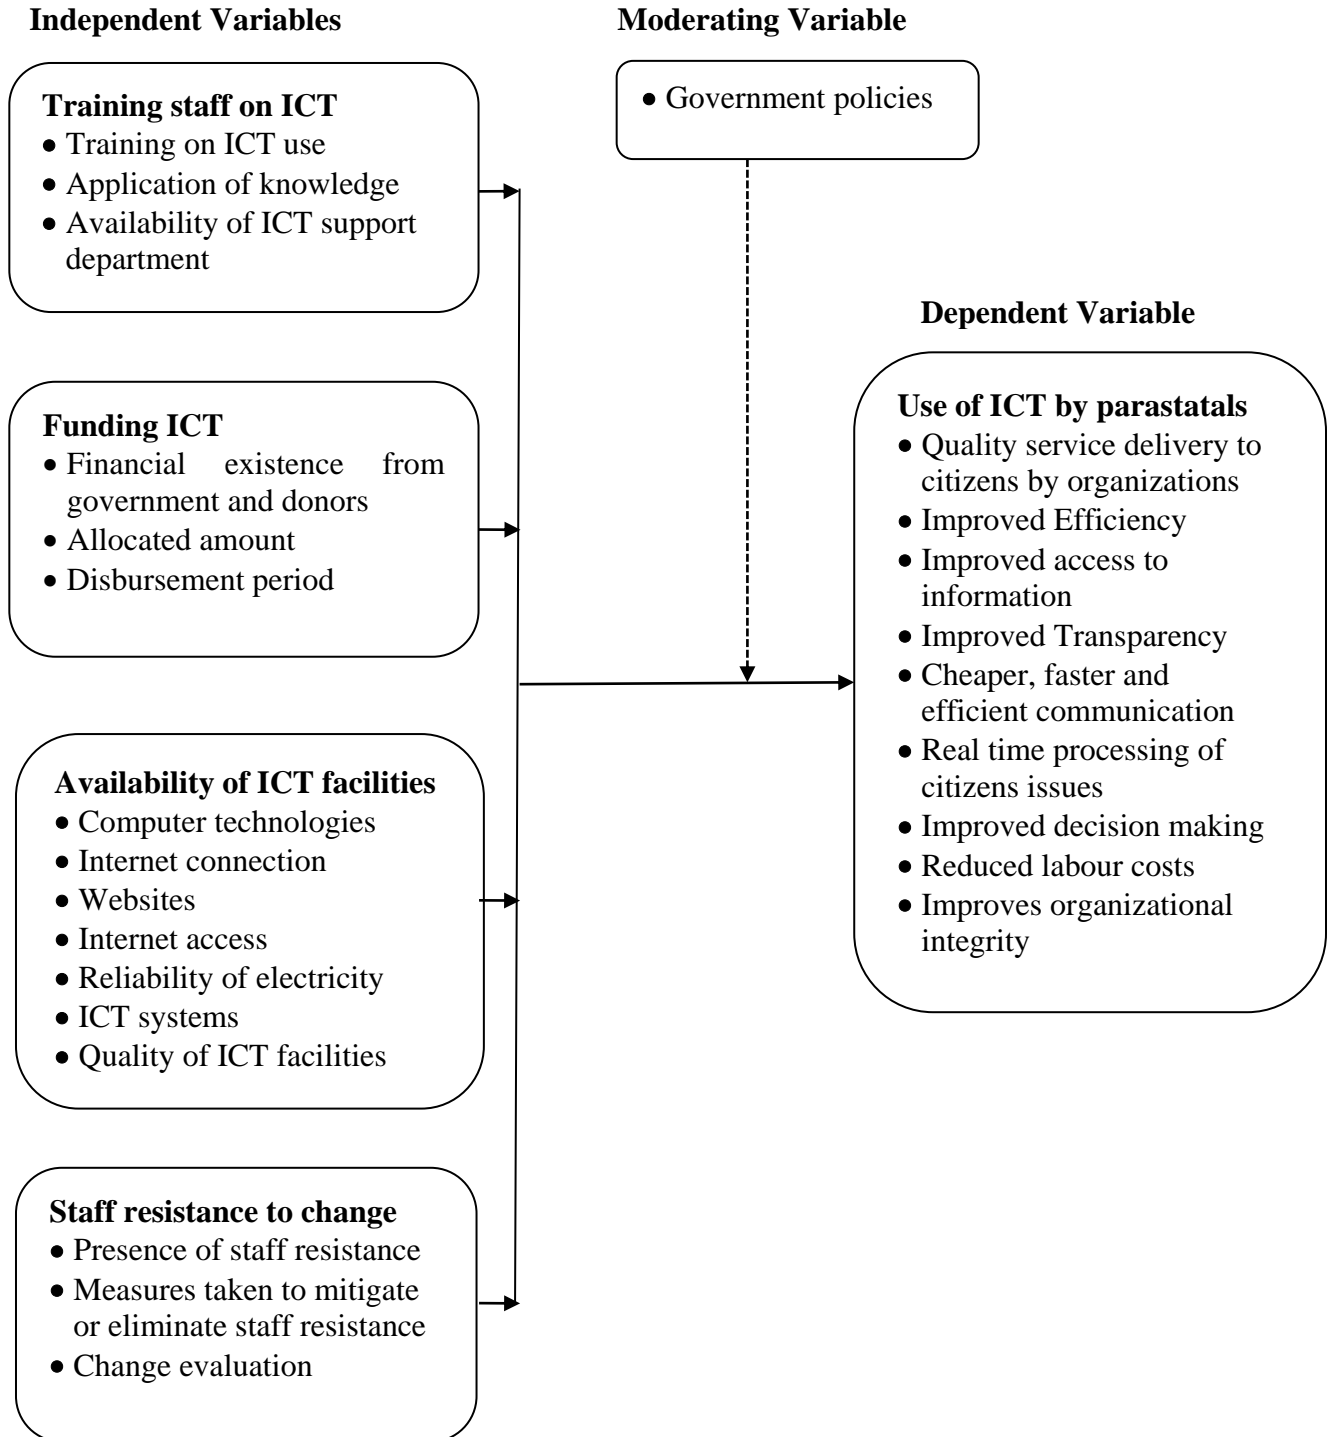 Independent Variables
Moderating Variable
Training staff on ICT
• Training on ICT use
• Application of knowledge
• Availability of ICT support
department
• Government policies
Funding ICT
• Financial existence from
government and donors
• Allocated amount
• Disbursement period
Availability of ICT facilities
• Computer technologies
• Internet connection
• Websites
• Internet access
• Reliability of electricity
• ICT systems
• Quality of ICT facilities
Staff resistance to change
• Presence of staff resistance
• Measures taken to mitigate
or eliminate staff resistance
• Change evaluation
Dependent Variable
Use of ICT by parastatals
• Quality service delivery to
citizens by organizations
• Improved Efficiency
• Improved access to
information
• Improved Transparency
• Cheaper, faster and
efficient communication
• Real time processing of
citizens issues
• Improved decision making
• Reduced labour costs
• Improves organizational
integrity